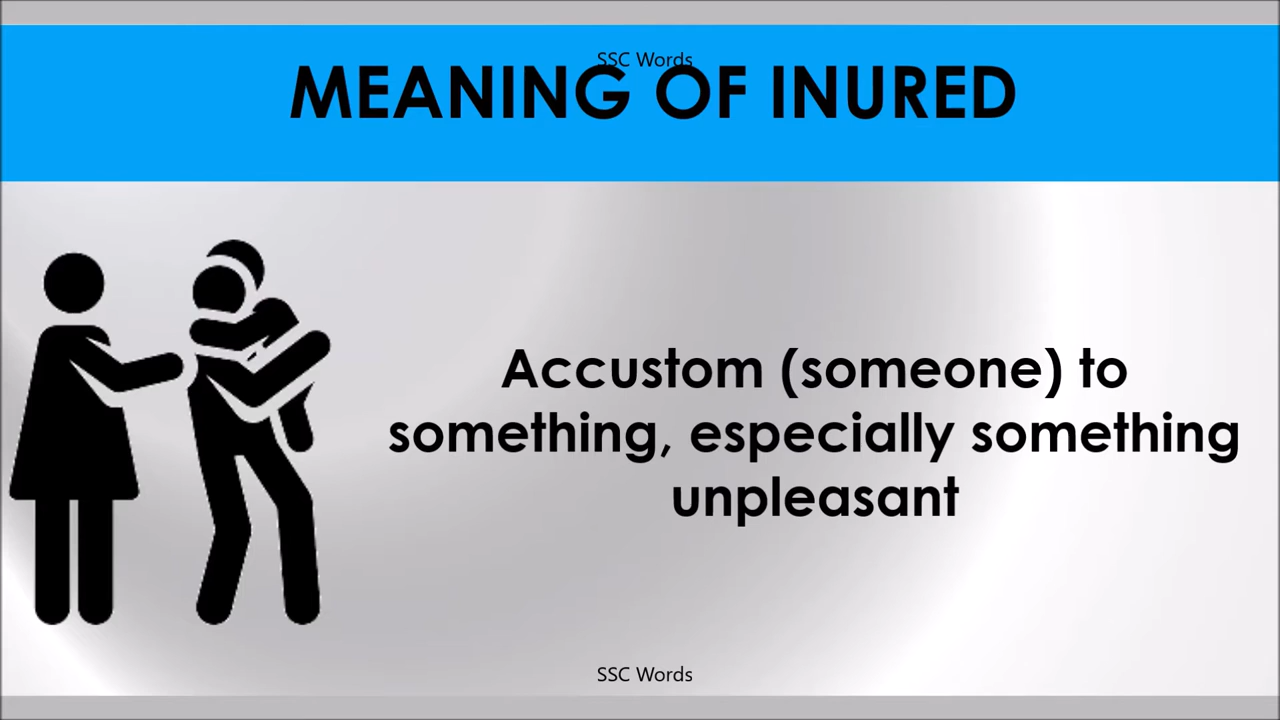 SSC Words
MEANING OF INURED
Accustom (someone) to
something, especially something
unpleasant
SSC Words